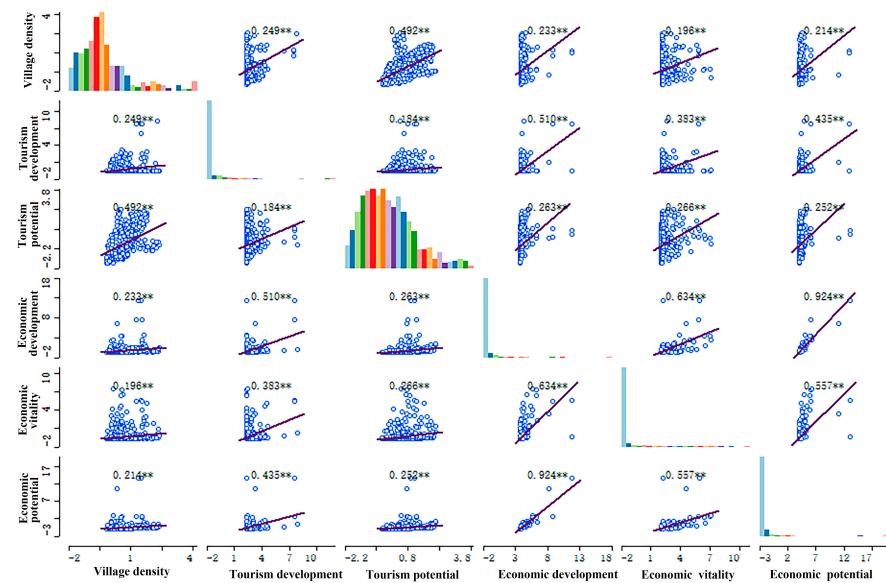 Village density
4
-2
0.249**
0.492**
0.233**
0.196**
0.214**
Tourism development
10
4
-2
0.249**
0.184**
0.510**
0.383**
0.435**
Tourism potential
3.8
-2.2
0.492**
0.184**
0.263**
0.266**
0.252**
Economic development
18
8
-2
0.233**
0.510**
0.263**
0.634**
0.924**
Economic vitality
10
4
-2
0.196**
0.383**
0.266**
0.634**
0.557**
Economic potential
17
7
-3
0.214**
0.435**
0.252**
0.924**
0.557**
-2 1 4
-2 1 4 7 10
-2.2 0.8 3.8
-2 3 8 13 18
-2 1 4 7 10
-3 2 7 12 17
Village density
Tourism development
Tourism potential
Economic development
Economic vitality
Economic potential